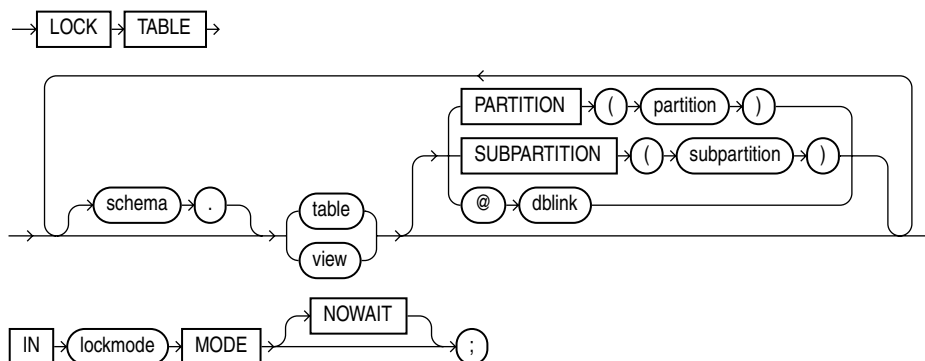 LOCK TABLE
PARTITION ( partition )
SUBPARTITION ( subpartition )
schema . table @ dblink
view
IN lockmode MODE NOWAIT ;